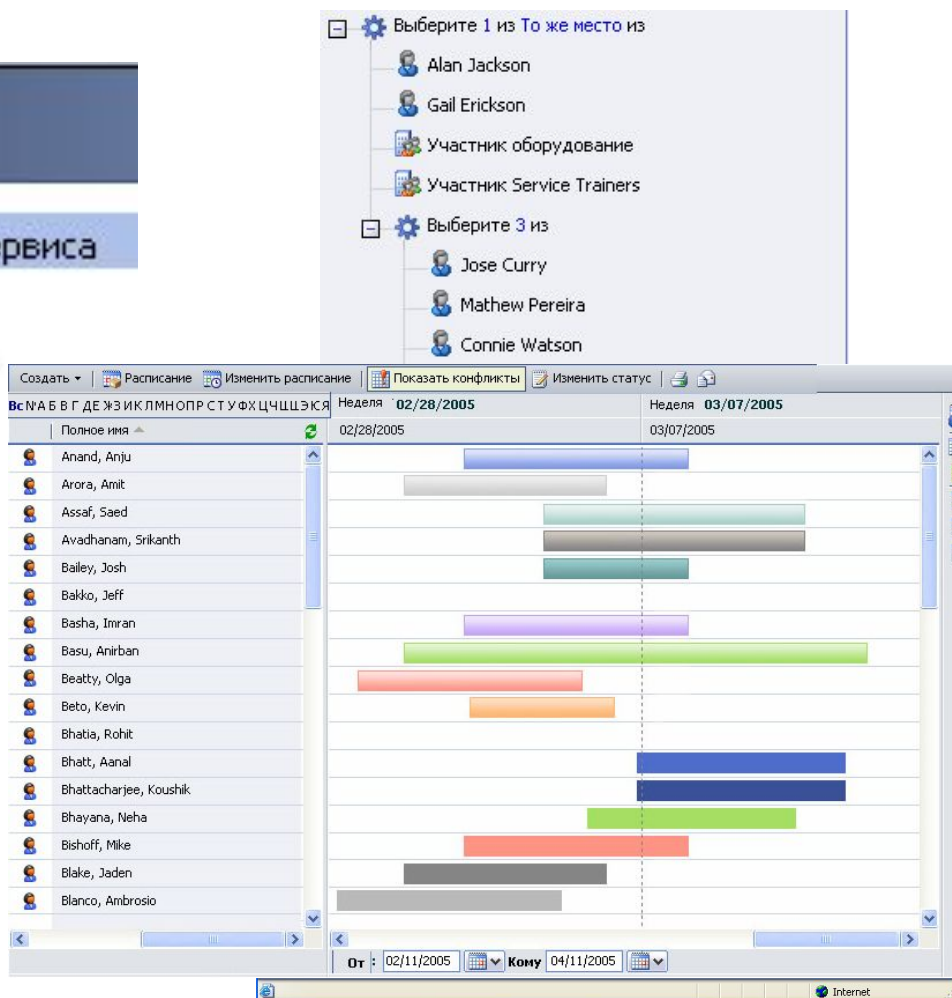 Выберите 1 из То же место из
Alan Jackson
Gail Erickson
Участник оборудование
Участник Service Trainers
Выберите 3 из
Jose Curry
Mathew Pereira
Connie Watson
рвиса
Создать Расписание Изменить расписание Показать конфликты Изменить статус
Неделя 02/28/2005 Неделя 03/07/2005
Полное имя 02/28/2005 03/07/2005
Anand, Anju
Arora, Amit
Assaf, Saed
Avadhanam, Srikanth
Bailey, Josh
Bakko, Jeff
Basha, Imran
Basu, Anirban
Beatty, Olga
Beto, Kevin
Bhatia, Rohit
Bhatt, Aanal
Bhattacharjee, Koushik
Bhayana, Neha
Bishoff, Mike
Blake, Jaden
Blanco, Ambrosio
От : 02/11/2005 Кому 04/11/2005
Internet